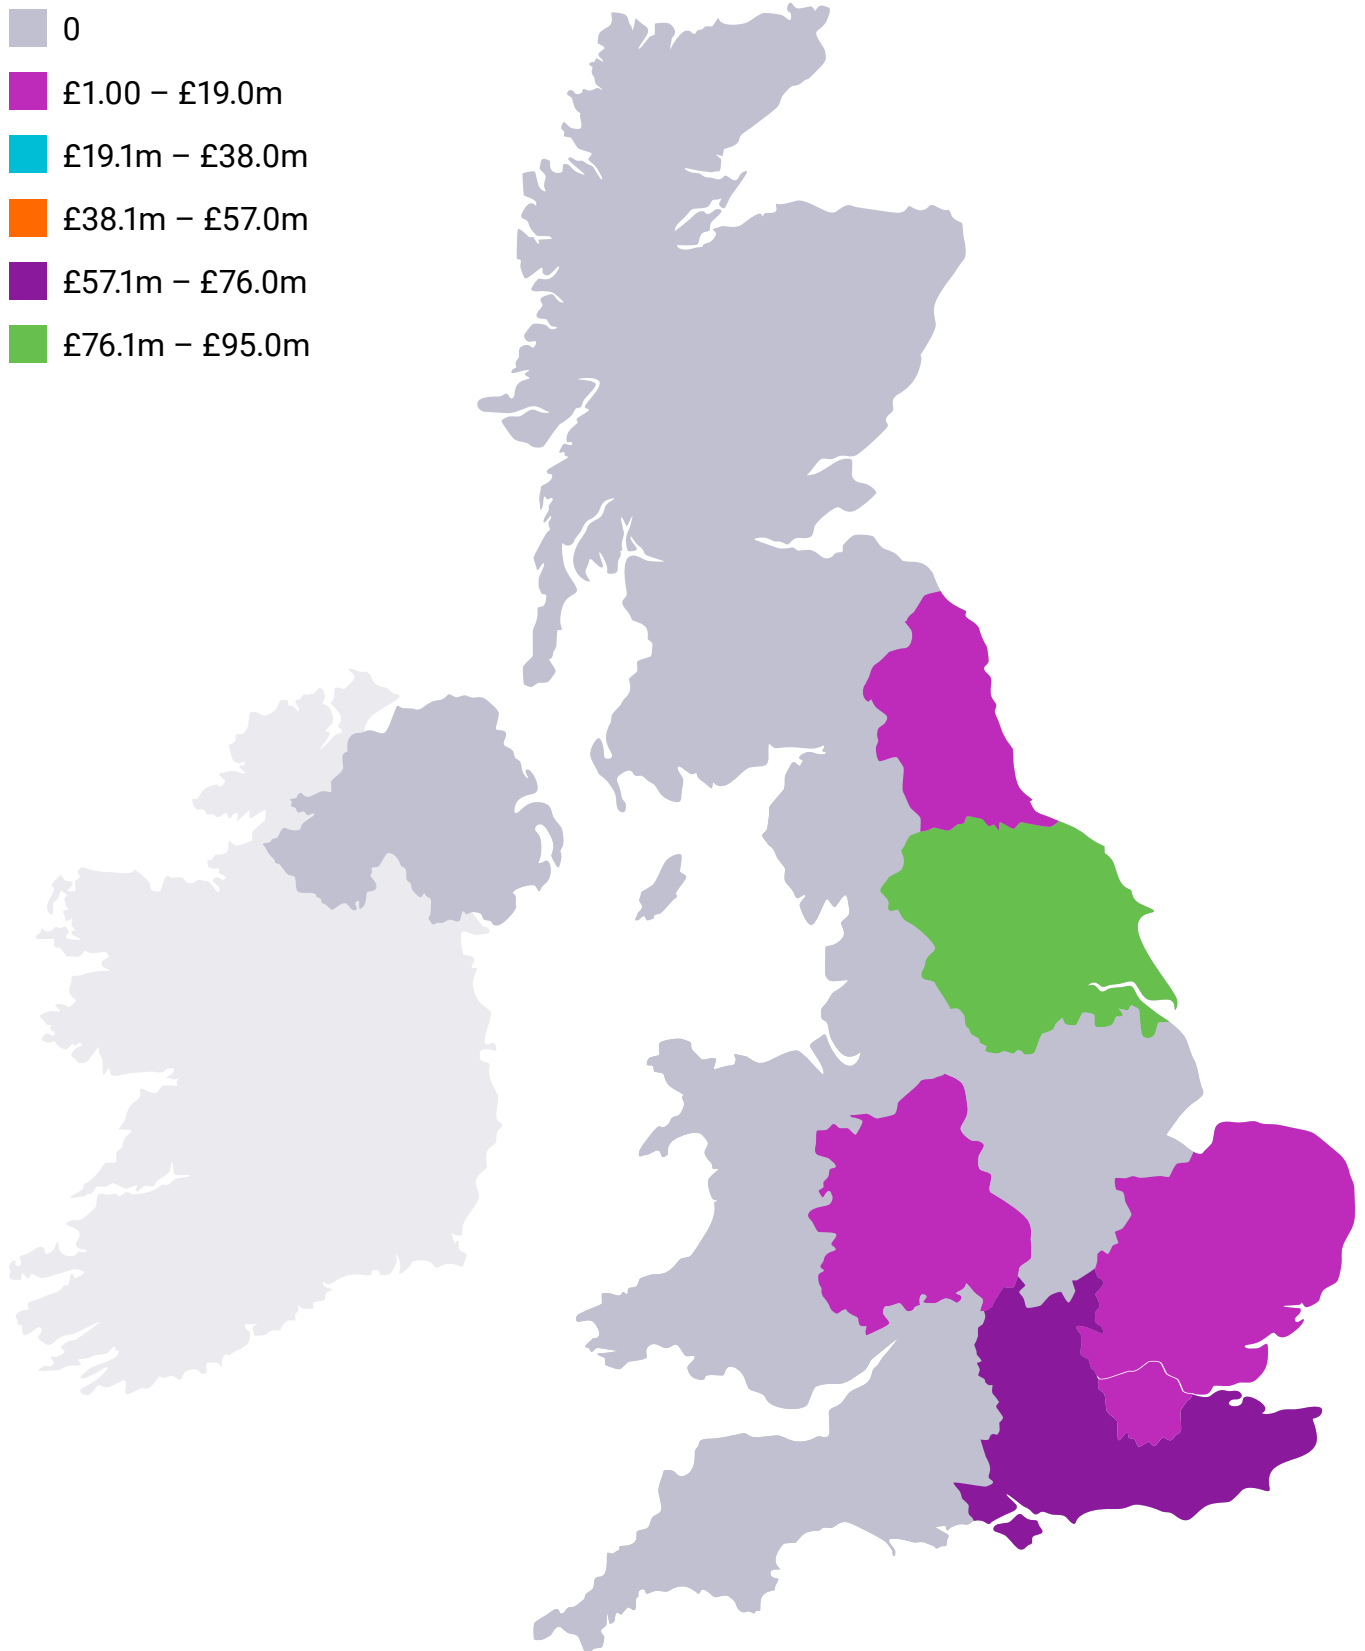 0
£1.00 – £19.0m
£19.1m – £38.0m
£38.1m – £57.0m
£57.1m – £76.0m
£76.1m – £95.0m